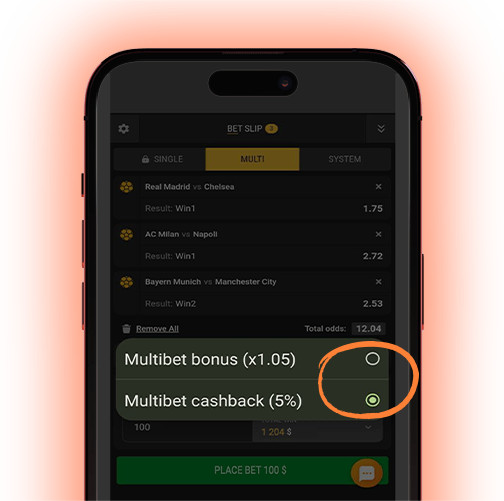 BET SLIP 3
SINGLE MULTI SYSTEM
Real Madrid vs Chelsea
Result: Win1 1.75
AC Milan vs Napoli
Result: Win1 2.72
Bayern Munich vs Manchester City
Result: Win2 2.53
Remove All Total odds: 12.04
Multibet bonus (x1.05)
Multibet cashback (5%)
100
1 204 $
PLACE BET 100 $